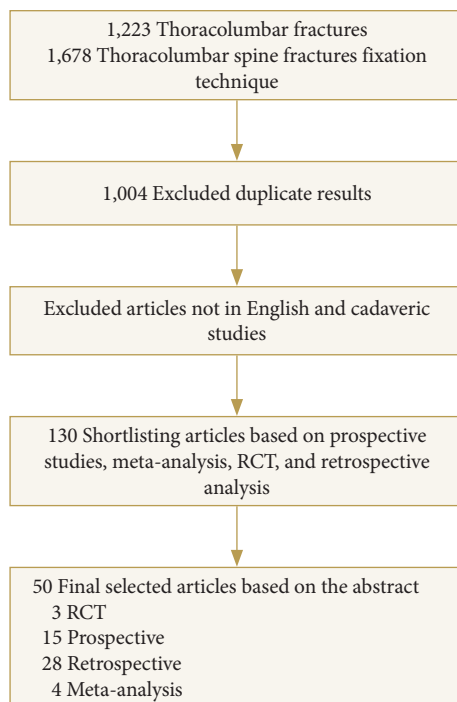 1,223 Thoracolumbar fractures
1,678 Thoracolumbar spine fractures fixation
technique
1,004 Excluded duplicate results
Excluded articles not in English and cadaveric
studies
130 Shortlisting articles based on prospective
studies, meta-analysis, RCT, and retrospective
analysis
50 Final selected articles based on the abstract
3 RCT
15 Prospective
28 Retrospective
4 Meta-analysis